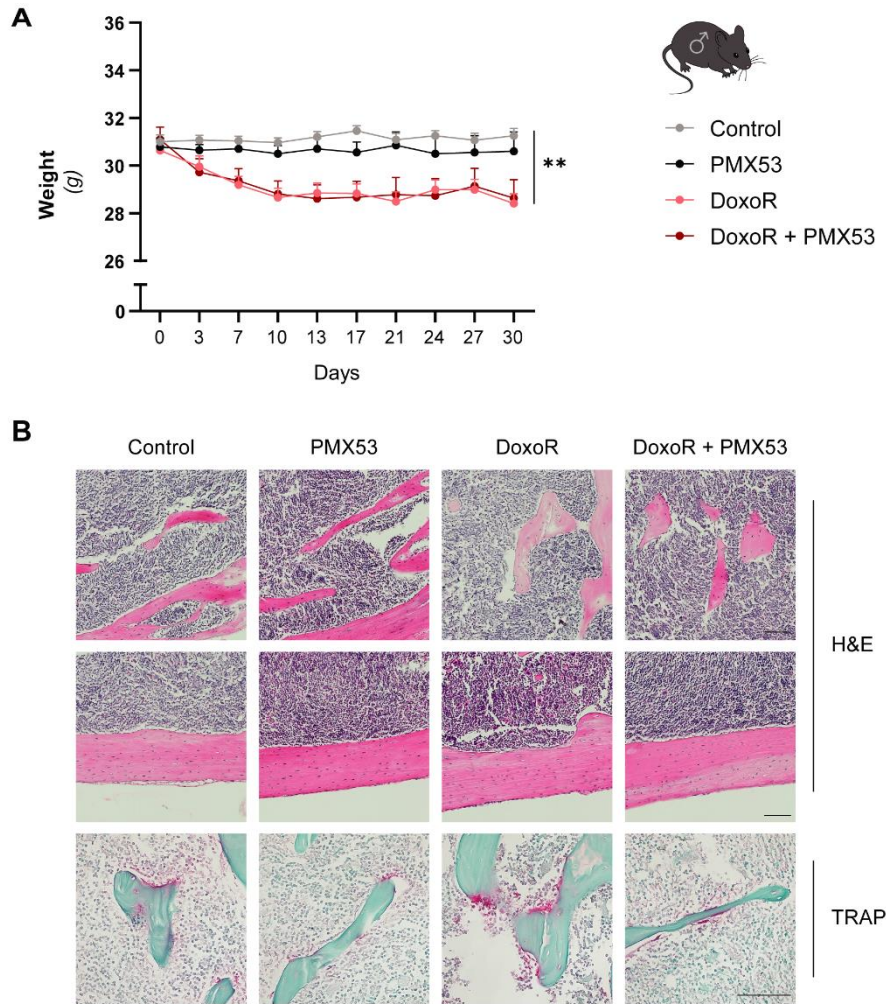 A
36
34
32
30
28
26
0
Weight
(g)
0 3 7 10 13 17 21 24 27 30
Days
**
♂
Control
PMX53
DoxoR
DoxoR + PMX53
B
Control PMX53 DoxoR DoxoR + PMX53
H&E
TRAP